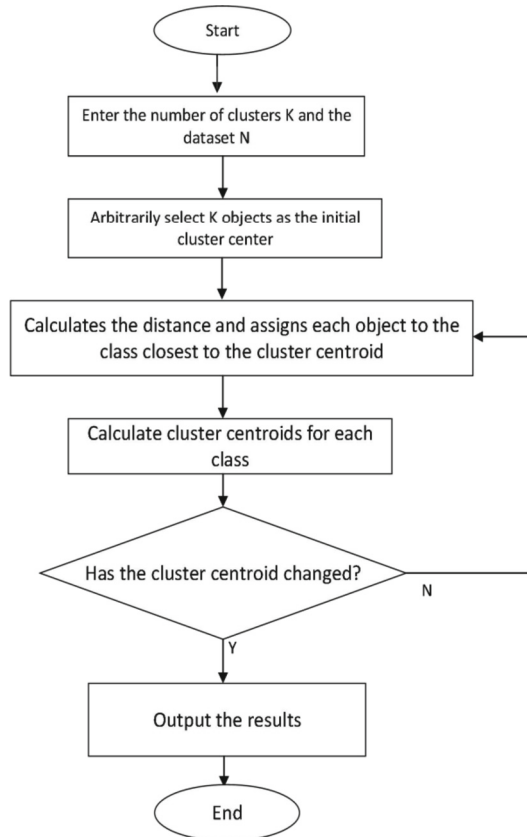 Start
Enter the number of clusters K and the
dataset N
Arbitrarily select K objects as the initial
cluster center
Calculates the distance and assigns each object to the
class closest to the cluster centroid
Calculate cluster centroids for each
class
Has the cluster centroid changed?
N
Y
Output the results
End